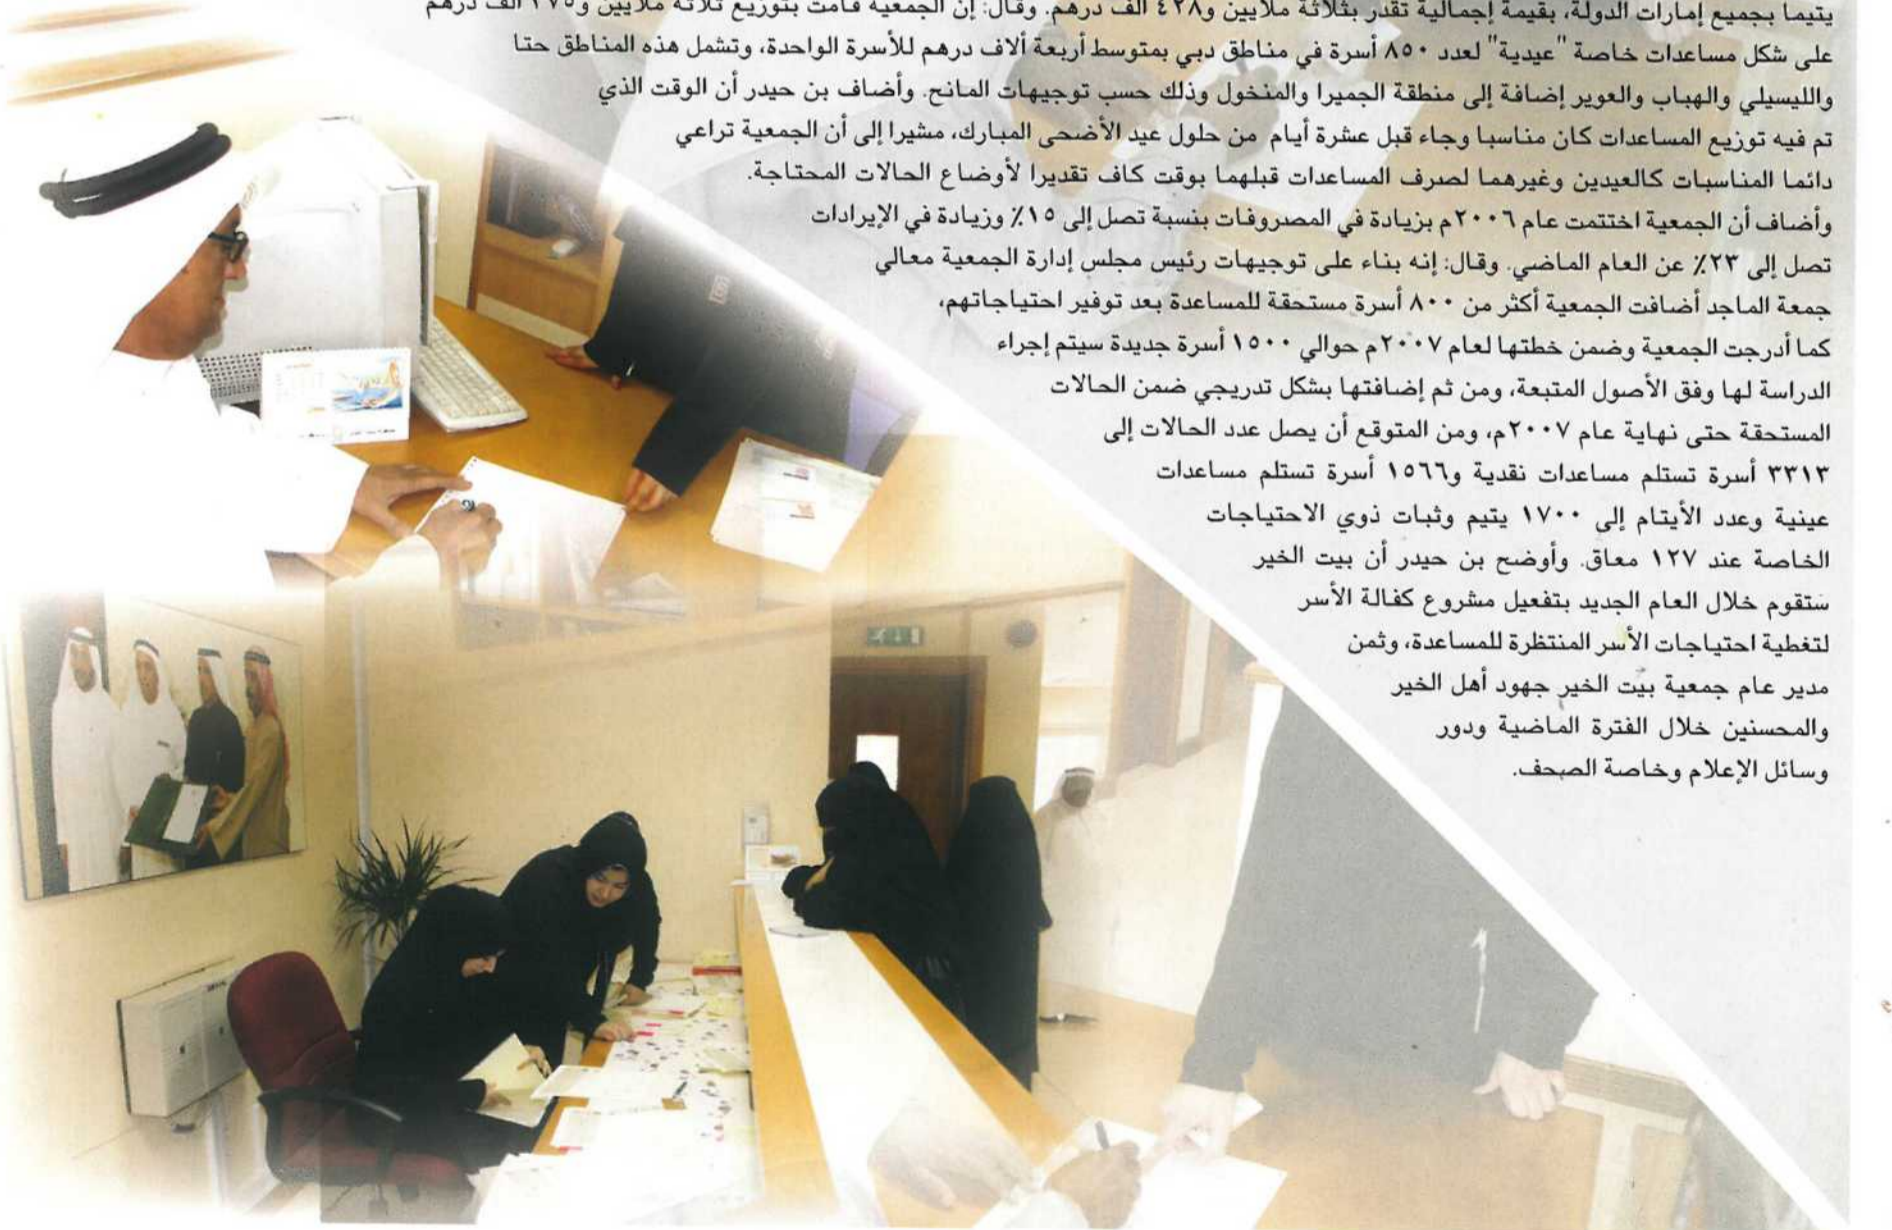 يتيما بجميع إمارات الدولة، بقيمة إجمالية تقدر بثلاثة ملايين و٤٢٨ الف درهم. وقال: إن الجمعية قامت بتوزيع ثلاثة ملايين و٣٧٥ الف درهم
على شكل مساعدات خاصة "عيدية" لعدد ٨٥٠ أسرة في مناطق دبي بمتوسط أربعة ألاف درهم للأسرة الواحدة، وتشمل هذه المناطق حتا
والليسيلي والهباب والعوير إضافة إلى منطقة الجميرا والمنخول وذلك حسب توجيهات المانح. وأضاف بن حيدر أن الوقت الذي
تم فيه توزيع المساعدات كان مناسبا وجاء قبل عشرة أيام من حلول عيد الأضحى المبارك، مشيرا إلى أن الجمعية تراعي
دائما المناسبات كالعيدين وغيرهما لصرف المساعدات قبلهما بوقت كاف تقديرا لأوضاع الحالات المحتاجة.
وأضاف أن الجمعية اختتمت عام ٢٠٠٦م بزيادة في المصروفات بنسبة تصل إلى ١٥٪ وزيادة في الإيرادات
تصل إلى ٢٣٪ عن العام الماضي. وقال: إنه بناء على توجيهات رئيس مجلس إدارة الجمعية معالي
جمعة الماجد أضافت الجمعية أكثر من ٨٠٠ أسرة مستحقة للمساعدة بعد توفير احتياجاتهم،
كما أدرجت الجمعية وضمن خطتها لعام ٢٠٠٧م حوالي ١٥٠٠ أسرة جديدة سيتم إجراء
الدراسة لها وفق الأصول المتبعة، ومن ثم إضافتها بشكل تدريجي ضمن الحالات
المستحقة حتى نهاية عام ٢٠٠٧م، ومن المتوقع أن يصل عدد الحالات إلى
٣٣١٣ أسرة تستلم مساعدات نقدية و١٥٦٦ أسرة تستلم مساعدات
عينية وعدد الأيتام إلى ١٧٠٠ يتيم وثبات ذوي الاحتياجات
الخاصة عند ١٢٧ معاق. وأوضح بن حيدر أن بيت الخير
ستقوم خلال العام الجديد بتفعيل مشروع كفالة الأسر
لتغطية احتياجات الأسر المنتظرة للمساعدة، وثمن
مدير عام جمعية بيت الخير جهود أهل الخير
والمحسنين خلال الفترة الماضية ودور
وسائل الإعلام وخاصة الصحف.